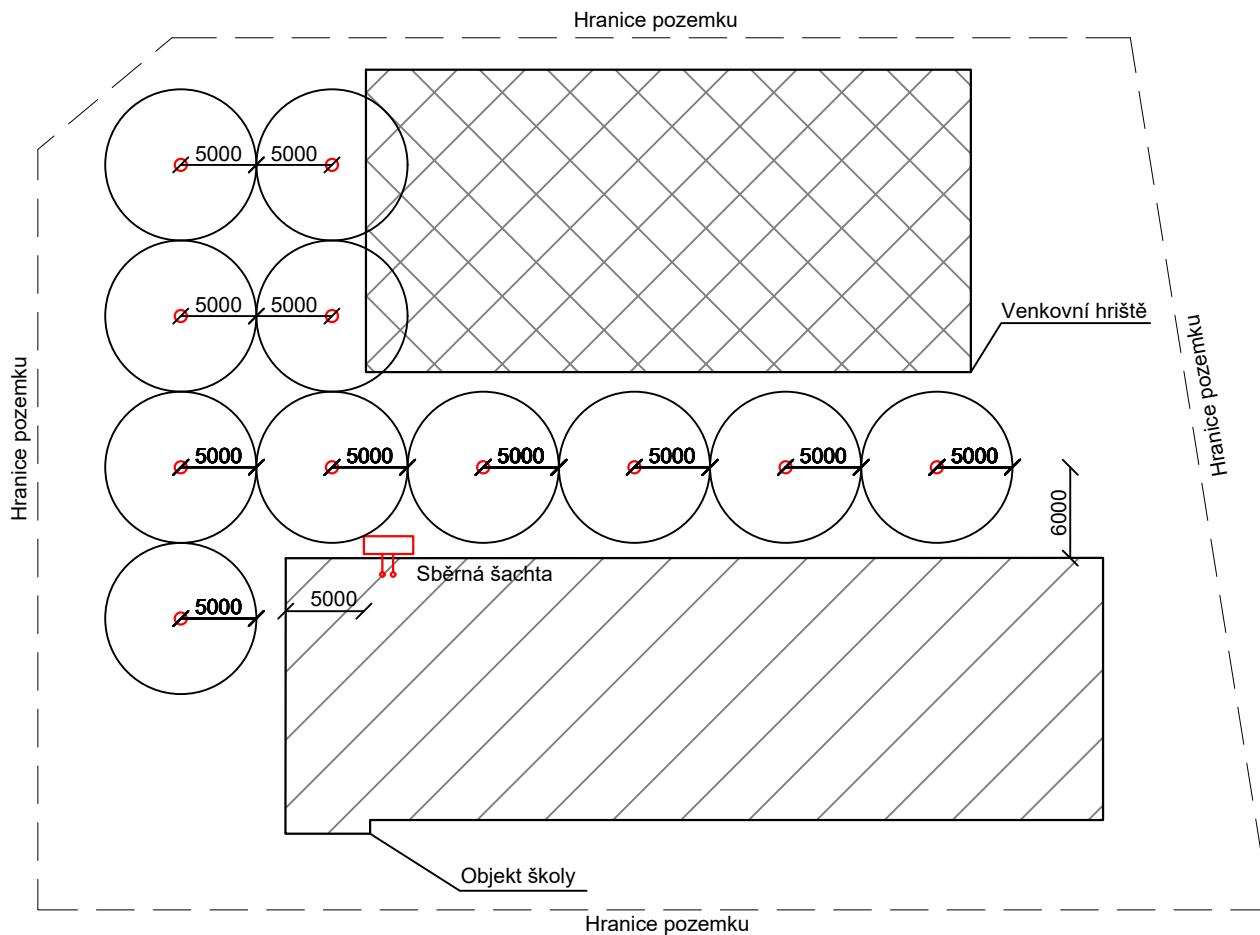 Hranice pozemku
5000 5000
5000 5000
Venkovní hriště
Hranice pozemku
Hranice pozemku
5000 5000 5000 5000 5000 5000
6000
Sběrná šachta
5000
5000
Objekt školy
Hranice pozemku